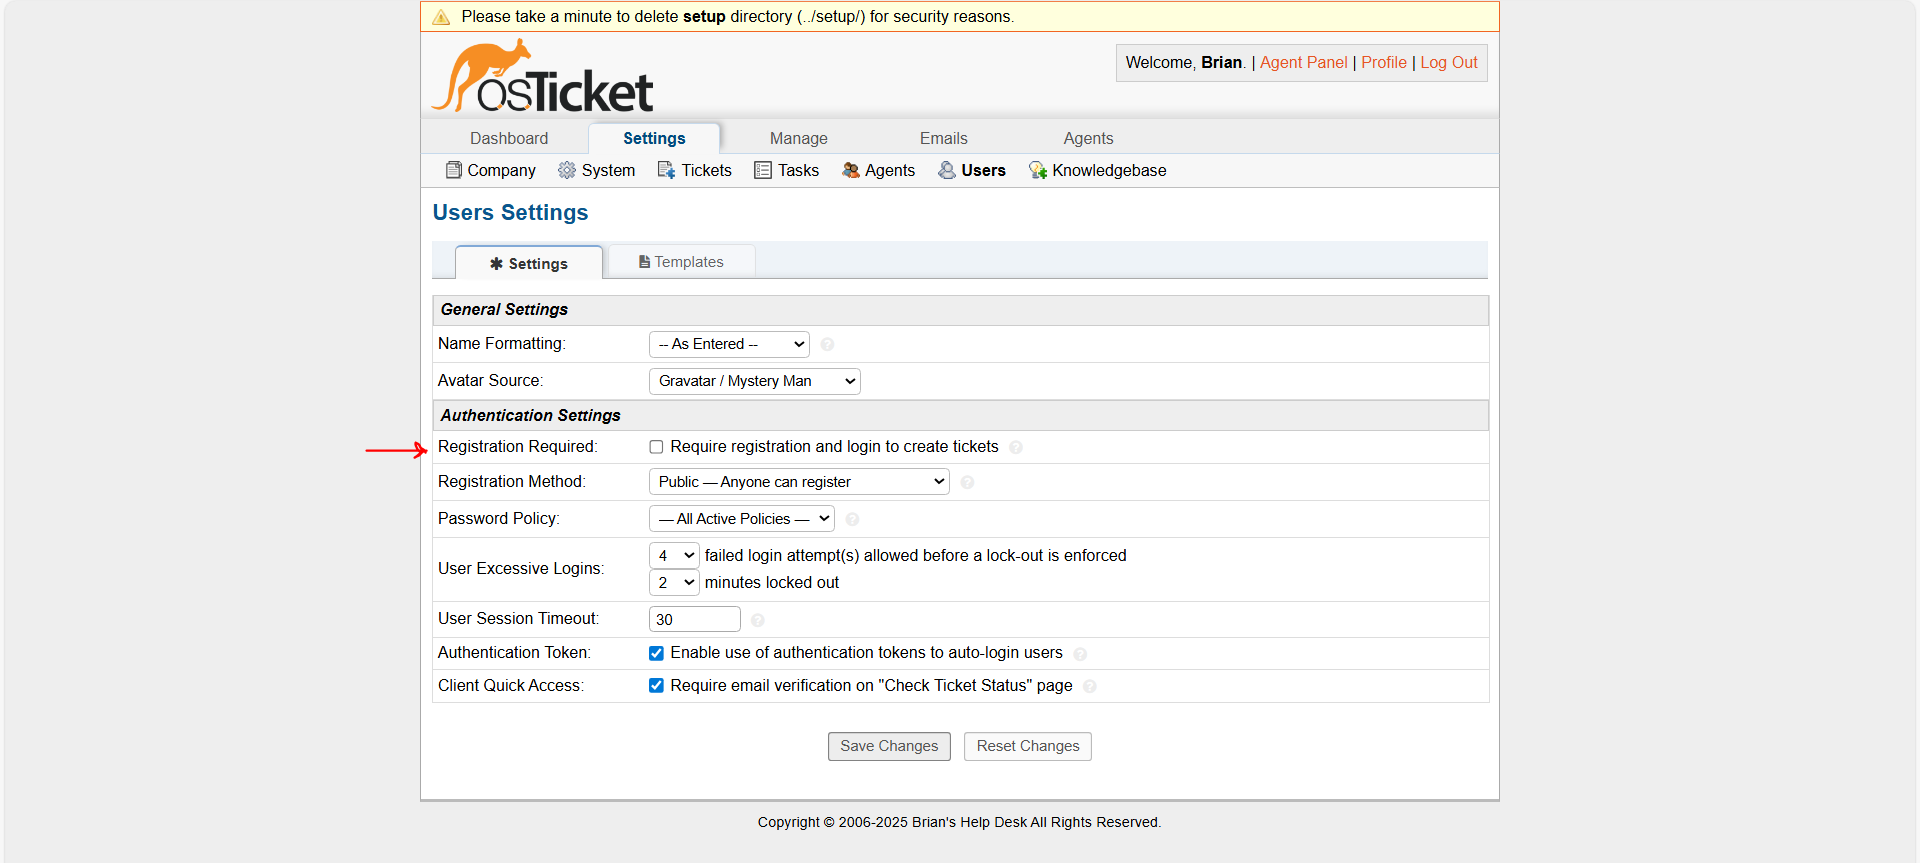 Please take a minute to delete setup directory (../setup/) for security reasons.
osTicket
Welcome, Brian. | Agent Panel | Profile | Log Out
Dashboard Settings Manage Emails Agents
Company System Tickets Tasks Agents Users Knowledgebase
Users Settings
Settings Templates
General Settings
Name Formatting: -- As Entered -- ?
Avatar Source: Gravatar / Mystery Man
Authentication Settings
Registration Required: Require registration and login to create tickets ?
Registration Method: Public — Anyone can register ?
Password Policy: — All Active Policies — ?
User Excessive Logins: 4 failed login attempt(s) allowed before a lock-out is enforced
2 minutes locked out
User Session Timeout: 30 ?
Authentication Token: Enable use of authentication tokens to auto-login users ?
Client Quick Access: Require email verification on "Check Ticket Status" page ?
Save Changes Reset Changes
Copyright © 2006-2025 Brian's Help Desk All Rights Reserved.